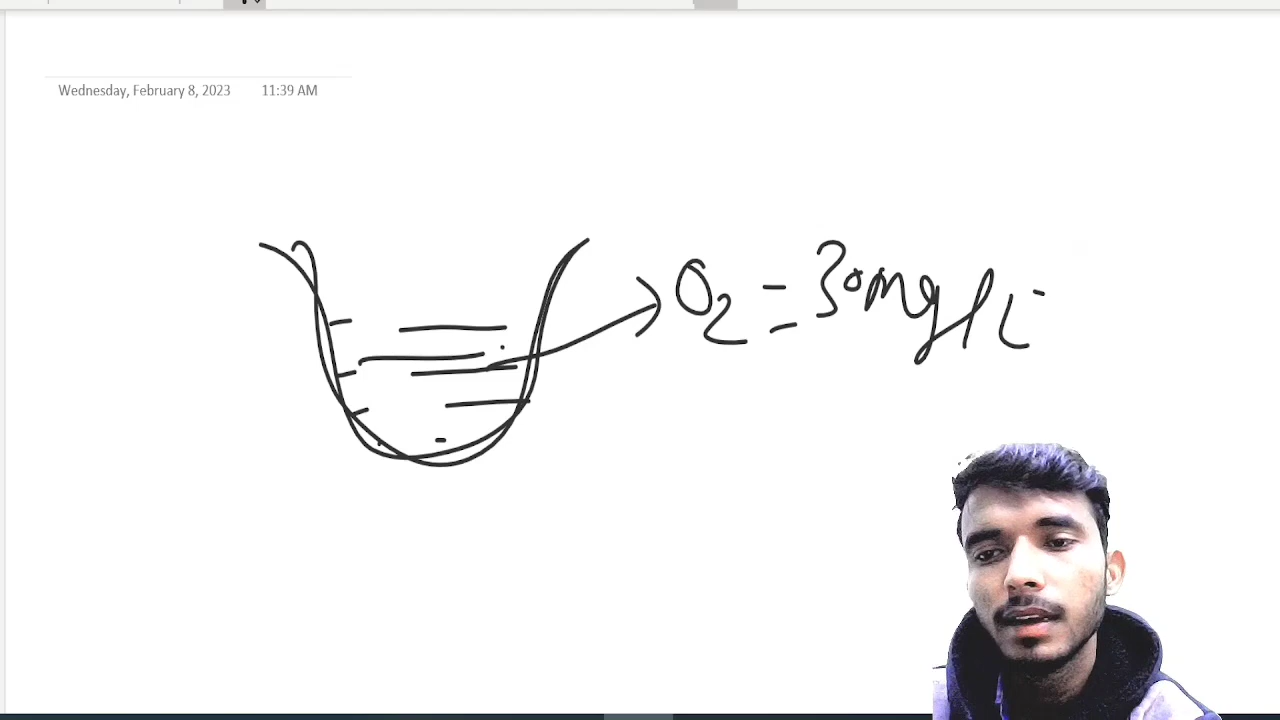 Wednesday, February 8, 2023 11:39 AM
O2 = 30mg/L